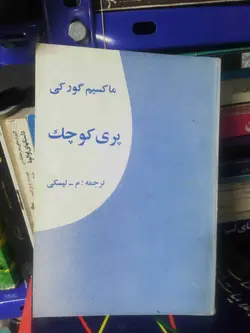 ماکسیم گورکی
پری کوچک
ترجمه : م - لیسکی